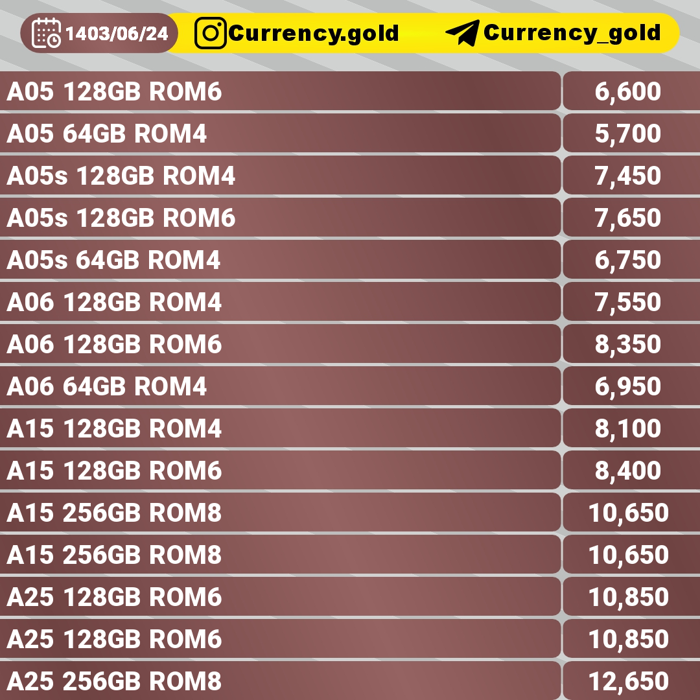 1403/06/24 Currency.gold Currency_gold
A05 128GB ROM6 6,600
A05 64GB ROM4 5,700
A05s 128GB ROM4 7,450
A05s 128GB ROM6 7,650
A05s 64GB ROM4 6,750
A06 128GB ROM4 7,550
A06 128GB ROM6 8,350
A06 64GB ROM4 6,950
A15 128GB ROM4 8,100
A15 128GB ROM6 8,400
A15 256GB ROM8 10,650
A15 256GB ROM8 10,650
A25 128GB ROM6 10,850
A25 128GB ROM6 10,850
A25 256GB ROM8 12,650